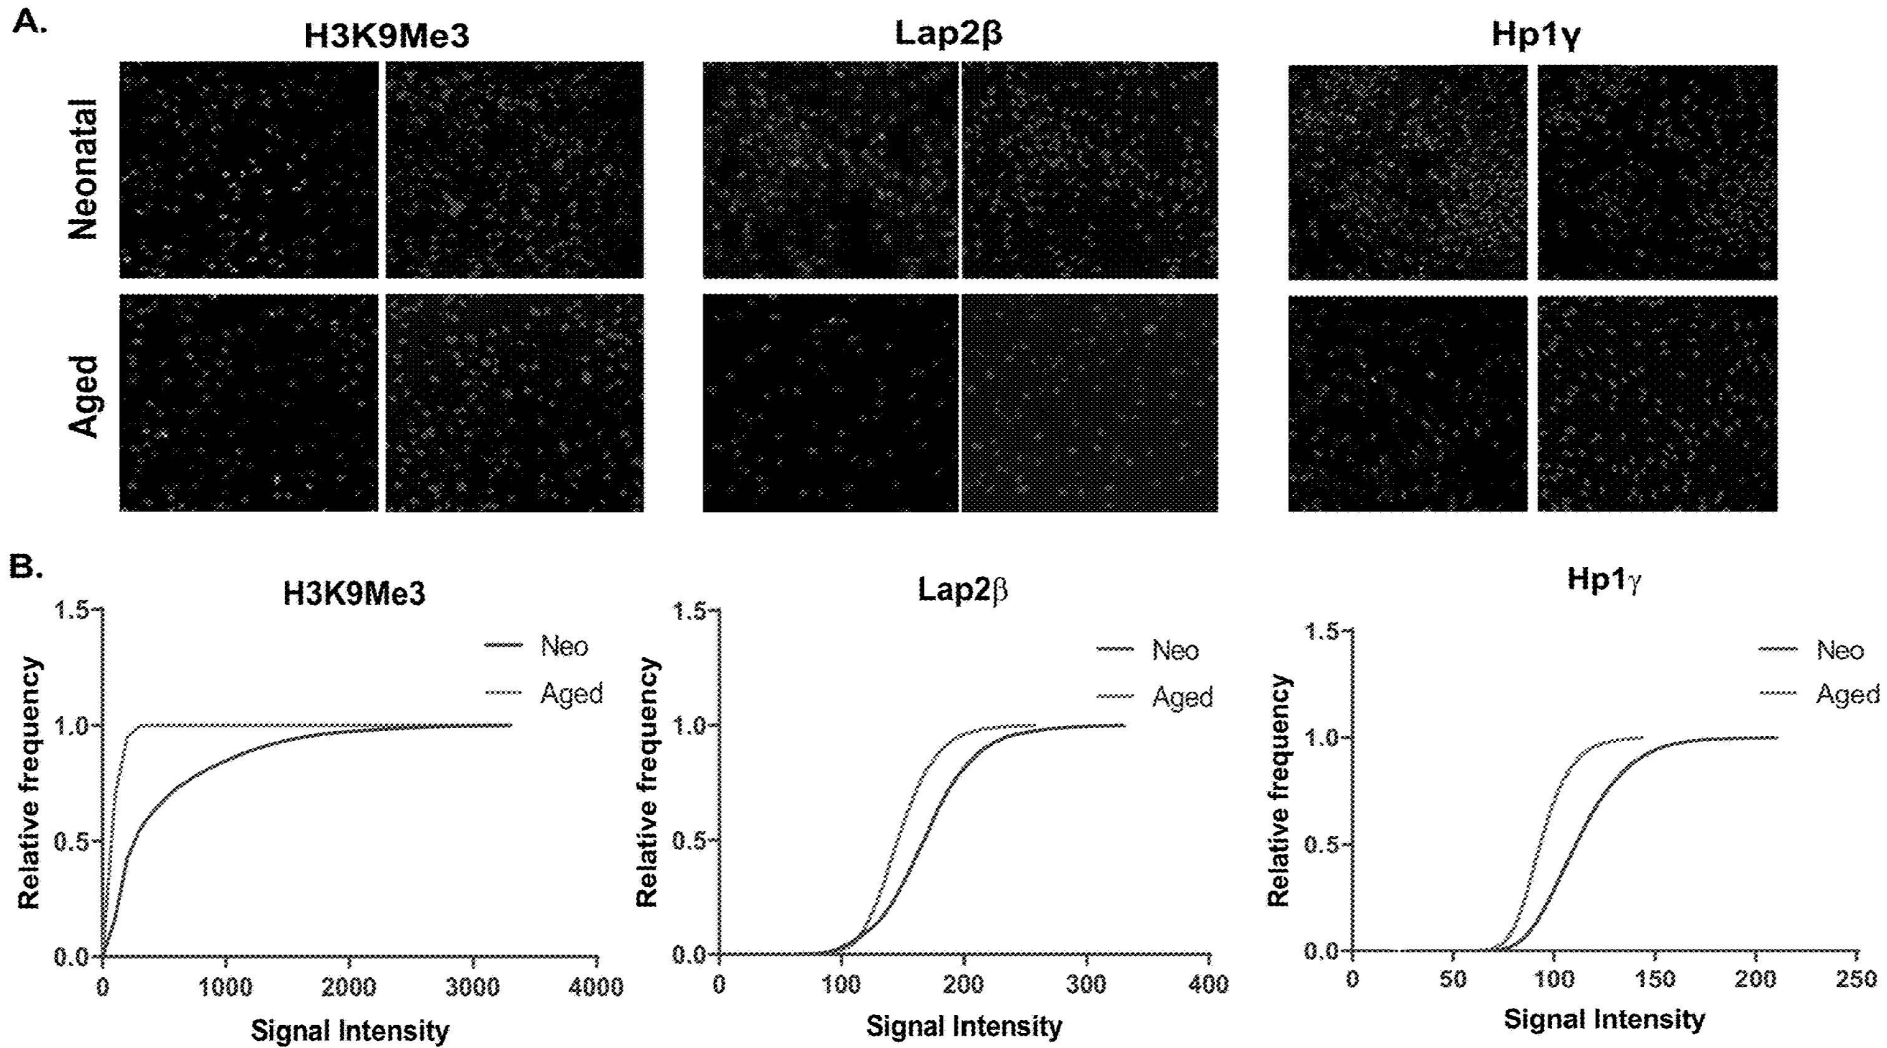 A.
H3K9Me3 Lap2β Hp1γ
Neonatal
Aged
B.
H3K9Me3
1.5
1.0
0.5
0.0
Relative frequency
Neo
Aged
0 1000 2000 3000 4000
Signal Intensity
Lap2β
1.5
1.0
0.5
0.0
Relative frequency
Neo
Aged
0 100 200 300 400
Signal Intensity
Hp1γ
1.5
1.0
0.5
0.0
Relative frequency
Neo
Aged
0 50 100 150 200 250
Signal Intensity